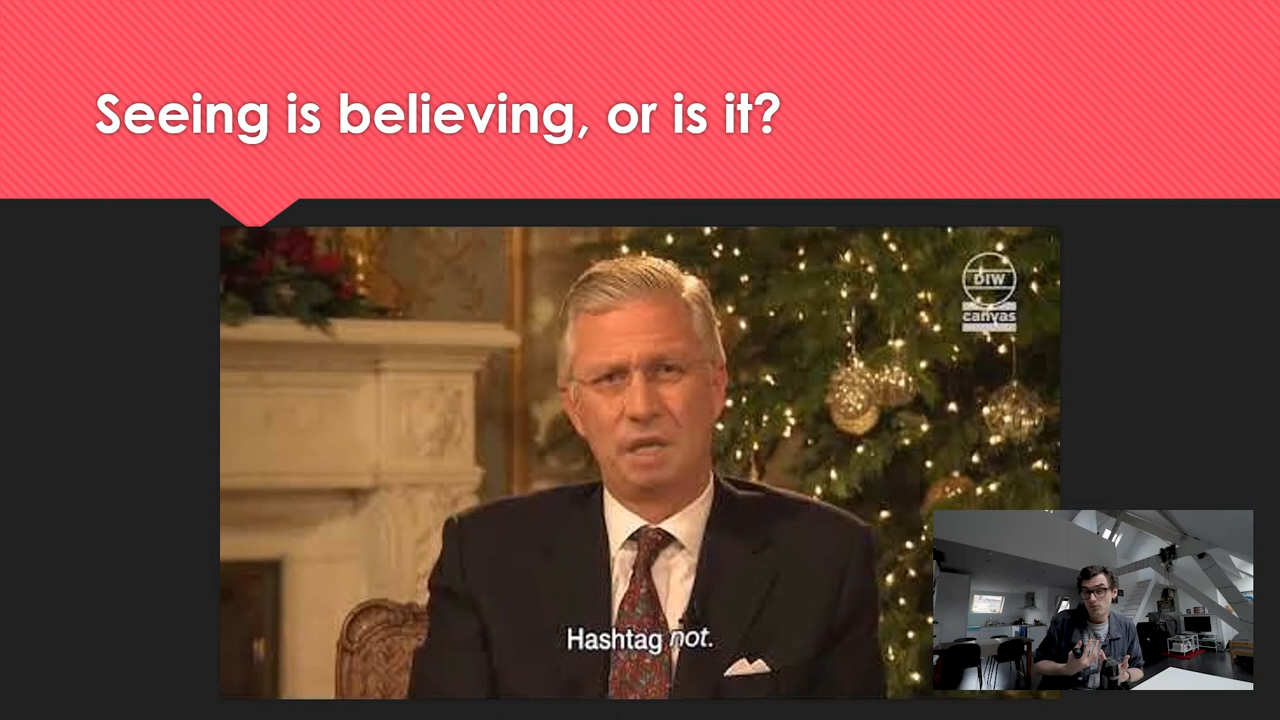 Seeing is believing, or is it?
DIW
canvas
Hashtag not.